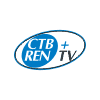 CTB
REN + TV